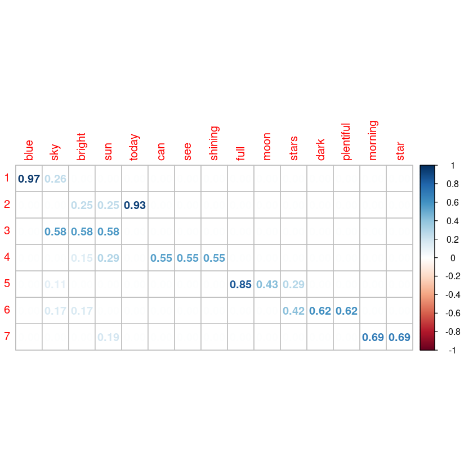 blue sky bright sun today can see shining full moon stars dark plentiful morning star
1 0.97 0.26
2 0.25 0.25 0.93
3 0.58 0.58 0.58
4 0.15 0.29 0.55 0.55 0.55
5 0.11 0.85 0.43 0.29
6 0.17 0.17 0.42 0.62 0.62
7 0.19 0.69 0.69
1
0.8
0.6
0.4
0.2
0
-0.2
-0.4
-0.6
-0.8
-1